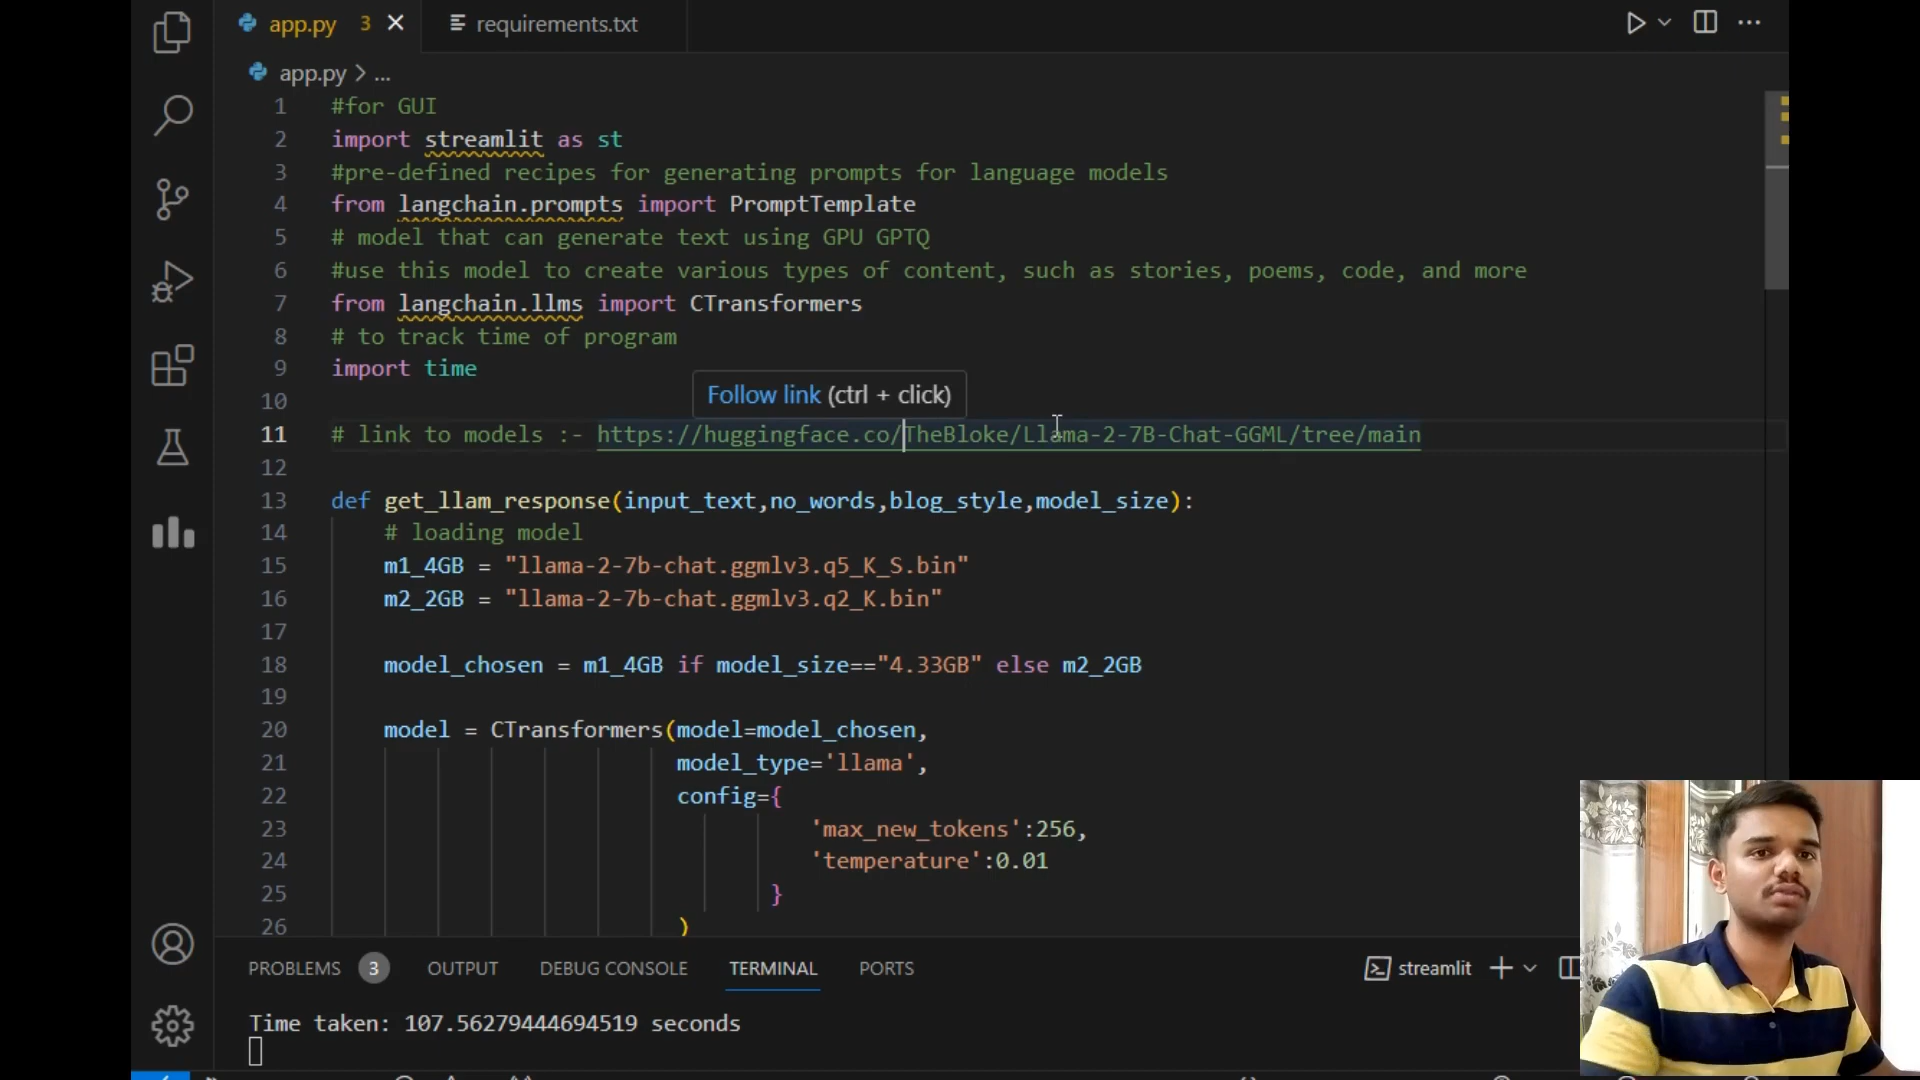 app.py 3
requirements.txt
app.py > ...
1 #for GUI
2 import streamlit as st
3 #pre-defined recipes for generating prompts for language models
4 from langchain.prompts import PromptTemplate
5 # model that can generate text using GPU GPTQ
6 #use this model to create various types of content, such as stories, poems, code, and more
7 from langchain.llms import CTransformers
8 # to track time of program
9 import time
Follow link (ctrl + click)
10
11 # link to models :- https://huggingface.co/TheBloke/Llama-2-7B-Chat-GGML/tree/main
12
13 def get_llam_response(input_text,no_words,blog_style,model_size):
14 # loading model
15 m1_4GB = "llama-2-7b-chat.ggmlv3.q5_K_S.bin"
16 m2_2GB = "llama-2-7b-chat.ggmlv3.q2_K.bin"
17
18 model_chosen = m1_4GB if model_size=="4.33GB" else m2_2GB
19
20 model = CTransformers(model=model_chosen,
21 model_type='llama',
22 config={
23 'max_new_tokens':256,
24 'temperature':0.01
25 }
26 )
PROBLEMS 3 OUTPUT DEBUG CONSOLE TERMINAL PORTS
streamlit
Time taken: 107.56279444694519 seconds